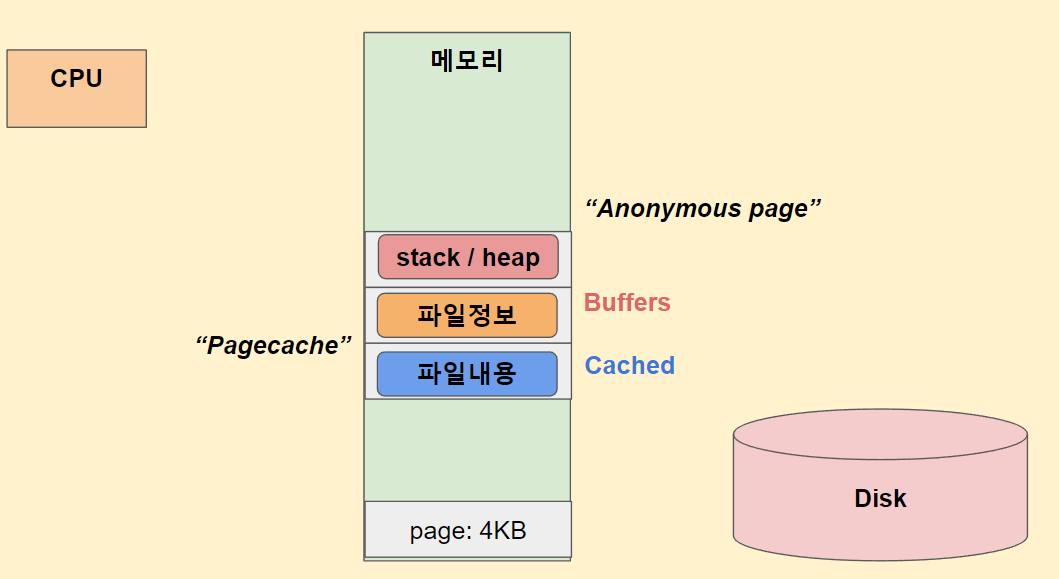 CPU
메모리
“Anonymous page”
stack / heap
파일정보
Buffers
“Pagecache”
파일내용
Cached
Disk
page: 4KB